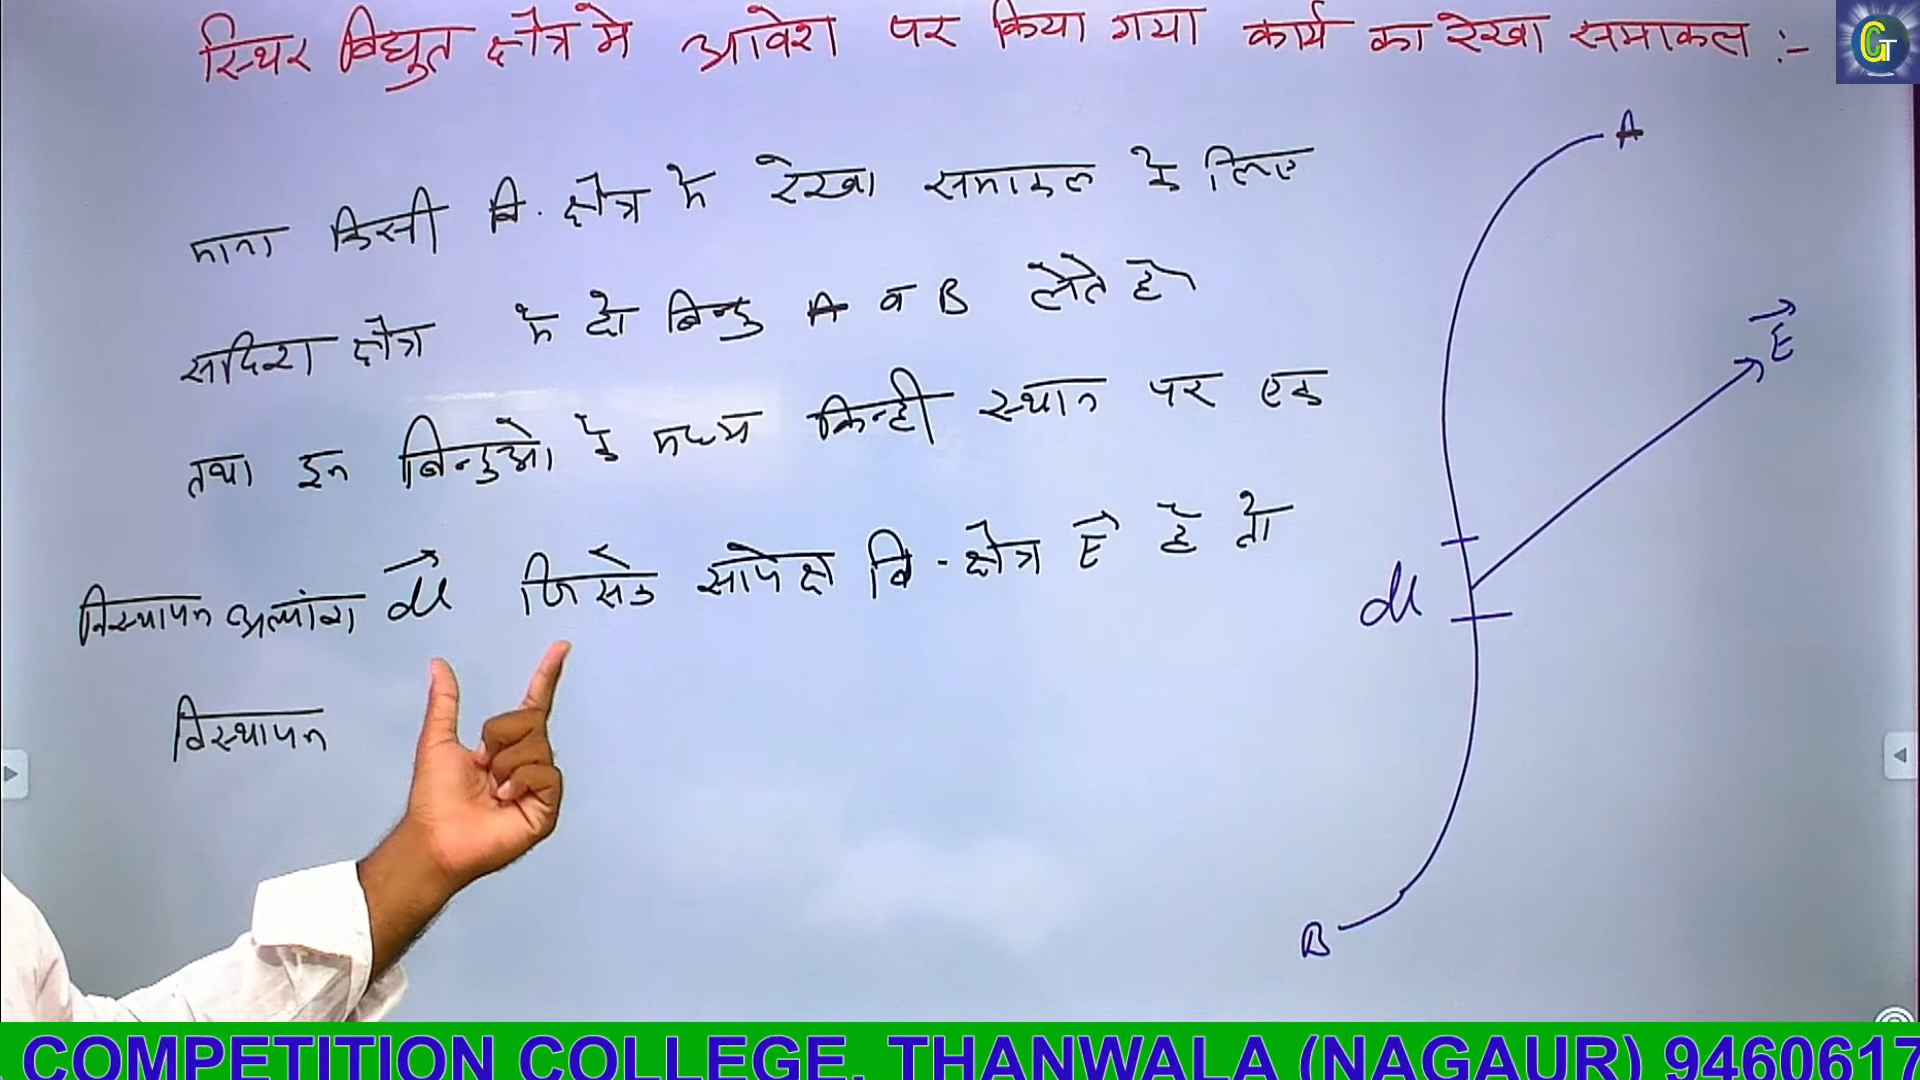 स्थिर विद्युत क्षेत्र मे आवेश पर किया गया कार्य का रेखा समाकल :-
माना किसी वि. क्षेत्र मे रेखा समाकल के लिए
सदिश क्षेत्र मे दो बिन्दु A व B लेते है
तथा इन बिन्दुओ के मध्य किन्ही स्थान पर एक
विस्थापन अल्पांश dl जिसके सापेक्ष वि-क्षेत्र E है तो
विस्थापन
A
E
dl
B
GT
COMPETITION COLLEGE, THANWALA (NAGAUR) 9460617